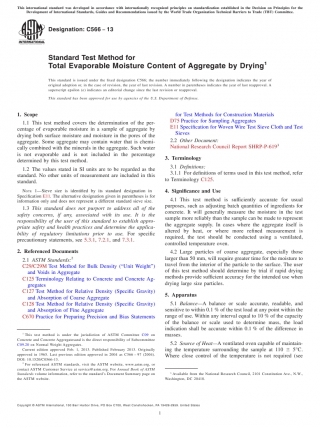 This international standard was developed in accordance with internationally recognized principles on standardization established in the Decision on Principles for the
Development of International Standards, Guides and Recommendations issued by the World Trade Organization Technical Barriers to Trade (TBT) Committee.
Designation: C566 − 13
INTERNATIONAL
Standard Test Method for
Total Evaporable Moisture Content of Aggregate by Drying1
This standard is issued under the fixed designation C566; the number immediately following the designation indicates the year of
original adoption or, in the case of revision, the year of last revision. A number in parentheses indicates the year of last reapproval. A
superscript epsilon (ε) indicates an editorial change since the last revision or reapproval.
This standard has been approved for use by agencies of the U.S. Department of Defense.
1. Scope
1.1 This test method covers the determination of the per-
centage of evaporable moisture in a sample of aggregate by
drying both surface moisture and moisture in the pores of the
aggregate. Some aggregate may contain water that is chemi-
cally combined with the minerals in the aggregate. Such water
is not evaporable and is not included in the percentage
determined by this test method.
1.2 The values stated in SI units are to be regarded as the
standard. No other units of measurement are included in this
standard.
NOTE 1—Sieve size is identified by its standard designation in
Specification E11. The alternative designation given in parentheses is for
information only and does not represent a different standard sieve size.
1.3 This standard does not purport to address all of the
safety concerns, if any, associated with its use. It is the
responsibility of the user of this standard to establish appro-
priate safety and health practices and determine the applica-
bility of regulatory limitations prior to use. For specific
precautionary statements, see 5.3.1, 7.2.1, and 7.3.1.
2. Referenced Documents
2.1 ASTM Standards:2
C29/C29M Test Method for Bulk Density (“Unit Weight”)
and Voids in Aggregate
C125 Terminology Relating to Concrete and Concrete Ag-
gregates
C127 Test Method for Relative Density (Specific Gravity)
and Absorption of Coarse Aggregate
C128 Test Method for Relative Density (Specific Gravity)
and Absorption of Fine Aggregate
C670 Practice for Preparing Precision and Bias Statements
for Test Methods for Construction Materials
D75 Practice for Sampling Aggregates
E11 Specification for Woven Wire Test Sieve Cloth and Test
Sieves
2.2 Other Document:
National Research Council Report SHRP-P-6193
3. Terminology
3.1 Definitions:
3.1.1 For definitions of terms used in this test method, refer
to Terminology C125.
4. Significance and Use
4.1 This test method is sufficiently accurate for usual
purposes, such as adjusting batch quantities of ingredients for
concrete. It will generally measure the moisture in the test
sample more reliably than the sample can be made to represent
the aggregate supply. In cases where the aggregate itself is
altered by heat, or where more refined measurement is
required, the test should be conducted using a ventilated,
controlled temperature oven.
4.2 Large particles of coarse aggregate, especially those
larger than 50 mm, will require greater time for the moisture to
travel from the interior of the particle to the surface. The user
of this test method should determine by trial if rapid drying
methods provide sufficient accuracy for the intended use when
drying large size particles.
5. Apparatus
5.1 Balance—A balance or scale accurate, readable, and
sensitive to within 0.1 % of the test load at any point within the
range of use. Within any interval equal to 10 % of the capacity
of the balance or scale used to determine mass, the load
indication shall be accurate within 0.1 % of the difference in
masses.
5.2 Source of Heat—A ventilated oven capable of maintain-
ing the temperature surrounding the sample at 110 ± 5°C.
Where close control of the temperature is not required (see
1 This test method is under the jurisdiction of ASTM Committee C09 on
Concrete and Concrete Aggregates and is the direct responsibility of Subcommittee
C09.20 on Normal Weight Aggregates.
Current edition approved Feb. 1, 2013. Published February 2013. Originally
approved in 1965. Last previous edition approved in 2004 as C566 – 97 (2004).
DOI: 10.1520/C0566-13.
2 For referenced ASTM standards, visit the ASTM website, www.astm.org, or
contact ASTM Customer Service at service@astm.org. For Annual Book of ASTM
Standards volume information, refer to the standard's Document Summary page on
the ASTM website.
3 Available from the National Research Council, 2101 Constitution Ave., N.W.,
Washington, DC 20418.
Copyright © ASTM International, 100 Barr Harbor Drive, PO Box C700, West Conshohocken, PA 19428-2959. United States
1